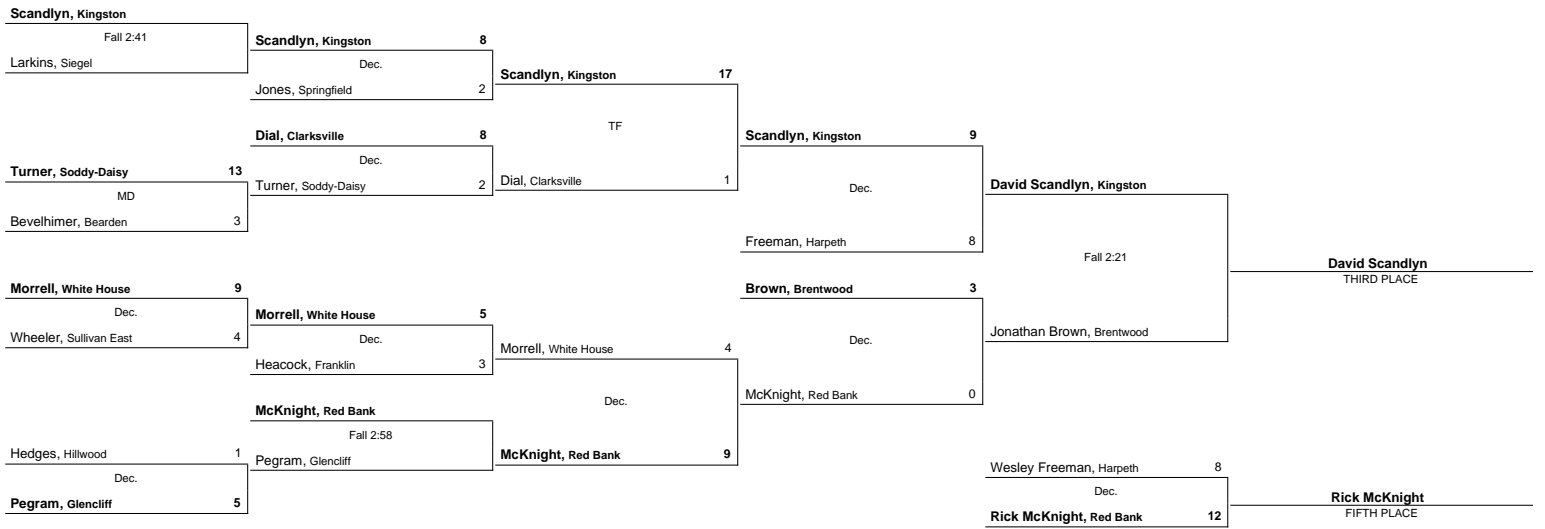 Scandlyn, Kingston
Fall 2:41
Larkins, Siegel
Turner, Soddy-Daisy 13
MD
Bevelhimer, Bearden 3
Morrell, White House 9
Dec.
Wheeler, Sullivan East 4
Hedges, Hillwood 1
Dec.
Pegram, Glencliff 5
Scandlyn, Kingston 8
Dec.
Jones, Springfield 2
Dial, Clarksville 8
Dec.
Turner, Soddy-Daisy 2
Morrell, White House 5
Dec.
Heacock, Franklin 3
McKnight, Red Bank
Fall 2:58
Pegram, Glencliff
Scandlyn, Kingston 17
TF
Dial, Clarksville 1
Morrell, White House 4
Dec.
McKnight, Red Bank 9
Scandlyn, Kingston 9
Dec.
Freeman, Harpeth 8
Brown, Brentwood 3
Dec.
McKnight, Red Bank 0
David Scandlyn, Kingston
Fall 2:21
Jonathan Brown, Brentwood
Wesley Freeman, Harpeth 8
Dec.
Rick McKnight, Red Bank 12
David Scandlyn
THIRD PLACE
Rick McKnight
FIFTH PLACE